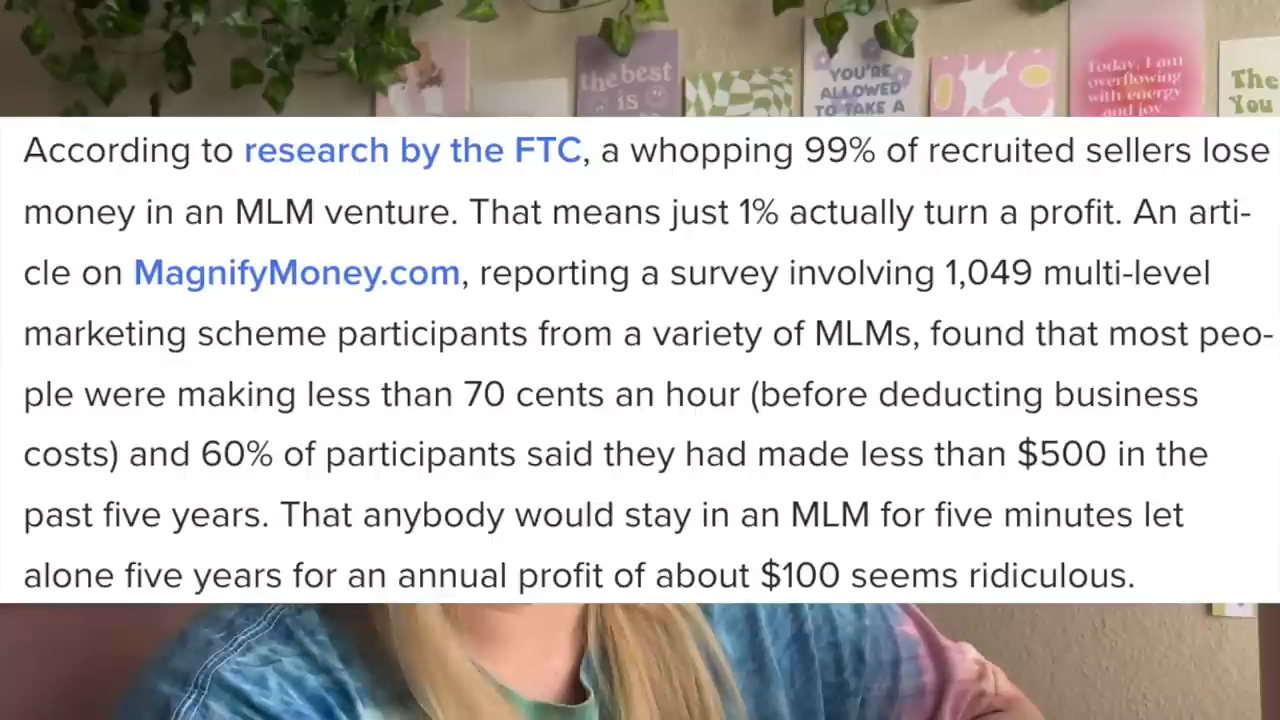 the best
is
YOU'RE
ALLOWED
TO TAKE A
Today, I am
overflowing
with energy
and joy.
The
You
According to research by the FTC, a whopping 99% of recruited sellers lose
money in an MLM venture. That means just 1% actually turn a profit. An arti-
cle on MagnifyMoney.com, reporting a survey involving 1,049 multi-level
marketing scheme participants from a variety of MLMs, found that most peo-
ple were making less than 70 cents an hour (before deducting business
costs) and 60% of participants said they had made less than $500 in the
past five years. That anybody would stay in an MLM for five minutes let
alone five years for an annual profit of about $100 seems ridiculous.